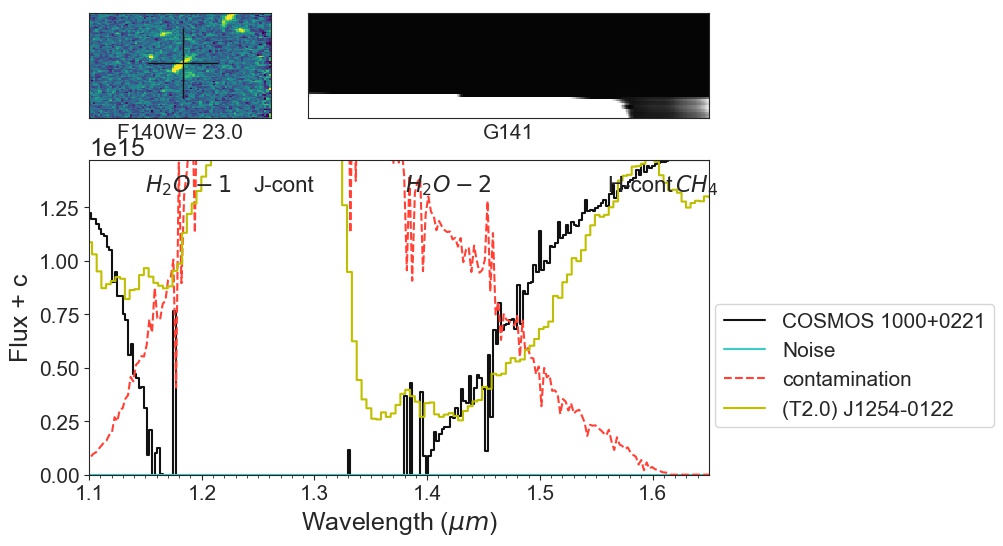 F140W= 23.0
G141
1e15
H₂O − 1 J-cont H₂O − 2 H-cont CH₄
1.25
1.00
0.75
0.50
0.25
0.00
Flux + c
1.1 1.2 1.3 1.4 1.5 1.6
Wavelength (μm)
COSMOS 1000+0221
Noise
contamination
(T2.0) J1254-0122